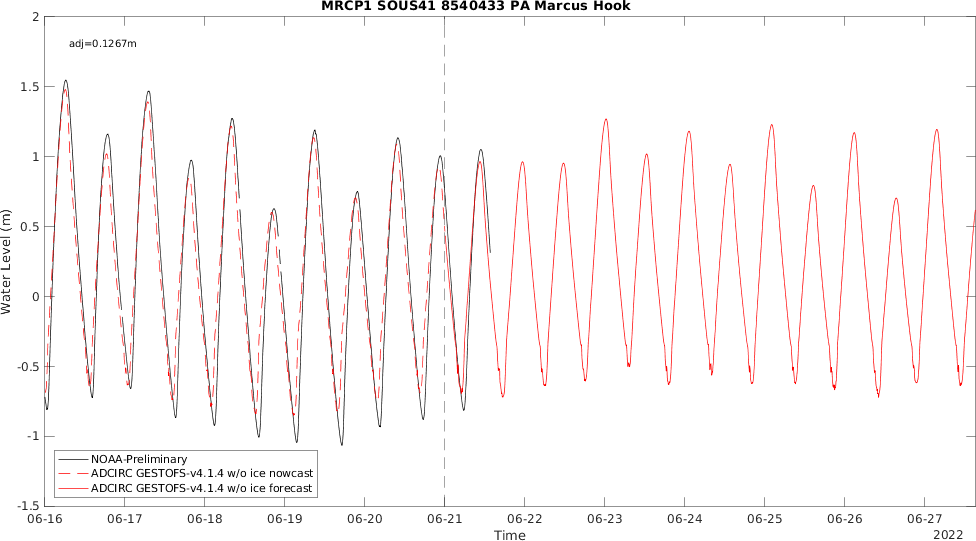 MRCP1 SOUS41 8540433 PA Marcus Hook
2
adj=0.1267m
1.5
1
0.5
0
-0.5
-1
-1.5
Water Level (m)
NOAA-Preliminary
ADCIRC GESTOFS-v4.1.4 w/o ice nowcast
ADCIRC GESTOFS-v4.1.4 w/o ice forecast
06-16 06-17 06-18 06-19 06-20 06-21 06-22 06-23 06-24 06-25 06-26 06-27
Time
2022